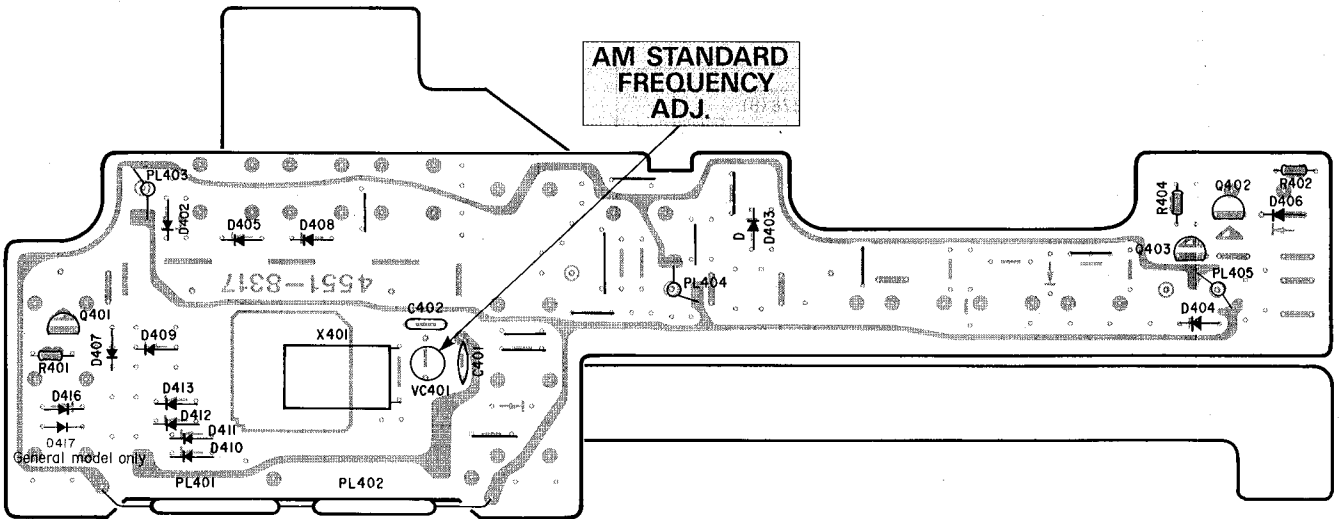 AM STANDARD
FREQUENCY
ADJ.
PL403
D402
D405
D408
4551-8317
D
D403
PL404
R404
Q402
R402
D406
Q403
PL405
D404
Q401
R401
D407
D409
X401
C402
C401
VC401
D416
D417
General model only
D413
D412
D411
D410
PL401
PL402